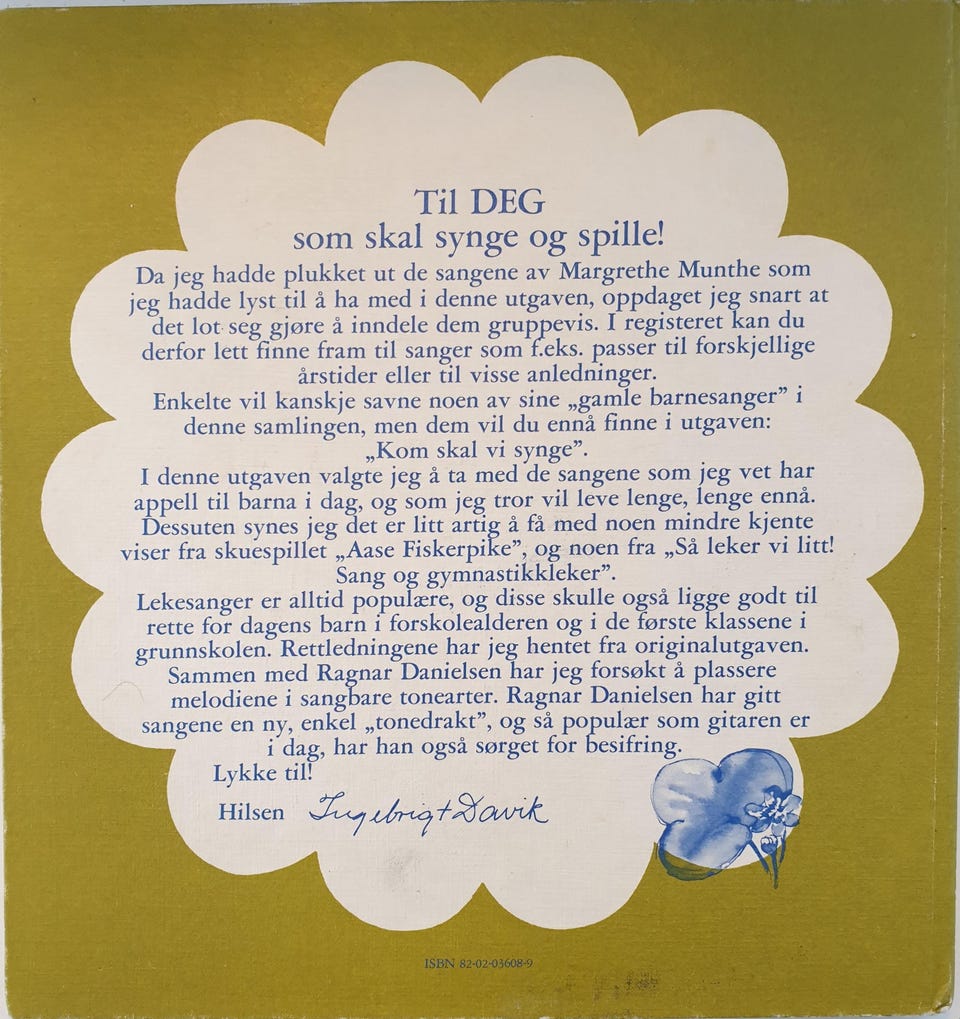 Til DEG
som skal synge og spille!
Da jeg hadde plukket ut de sangene av Margrethe Munthe som
jeg hadde lyst til å ha med i denne utgaven, oppdaget jeg snart at
det lot seg gjøre å inndele dem gruppevis. I registeret kan du
derfor lett finne fram til sanger som f.eks. passer til forskjellige
årstider eller til visse anledninger.
Enkelte vil kanskje savne noen av sine „gamle barnesanger” i
denne samlingen, men dem vil du ennå finne i utgaven:
„Kom skal vi synge”.
I denne utgaven valgte jeg å ta med de sangene som jeg vet har
appell til barna i dag, og som jeg tror vil leve lenge, lenge ennå.
Dessuten synes jeg det er litt artig å få med noen mindre kjente
viser fra skuespillet „Aase Fiskerpike”, og noen fra „Så leker vi litt!
Sang og gymnastikkleker”.
Lekesanger er alltid populære, og disse skulle også ligge godt til
rette for dagens barn i forskolealderen og i de første klassene i
grunnskolen. Rettledningene har jeg hentet fra originalutgaven.
Sammen med Ragnar Danielsen har jeg forsøkt å plassere
melodiene i sangbare tonearter. Ragnar Danielsen har gitt
sangene en ny, enkel „tonedrakt”, og så populær som gitaren er
i dag, har han også sørget for besifring.
Lykke til!
Hilsen Ingebrigt Davik
ISBN 82-02-03608-9